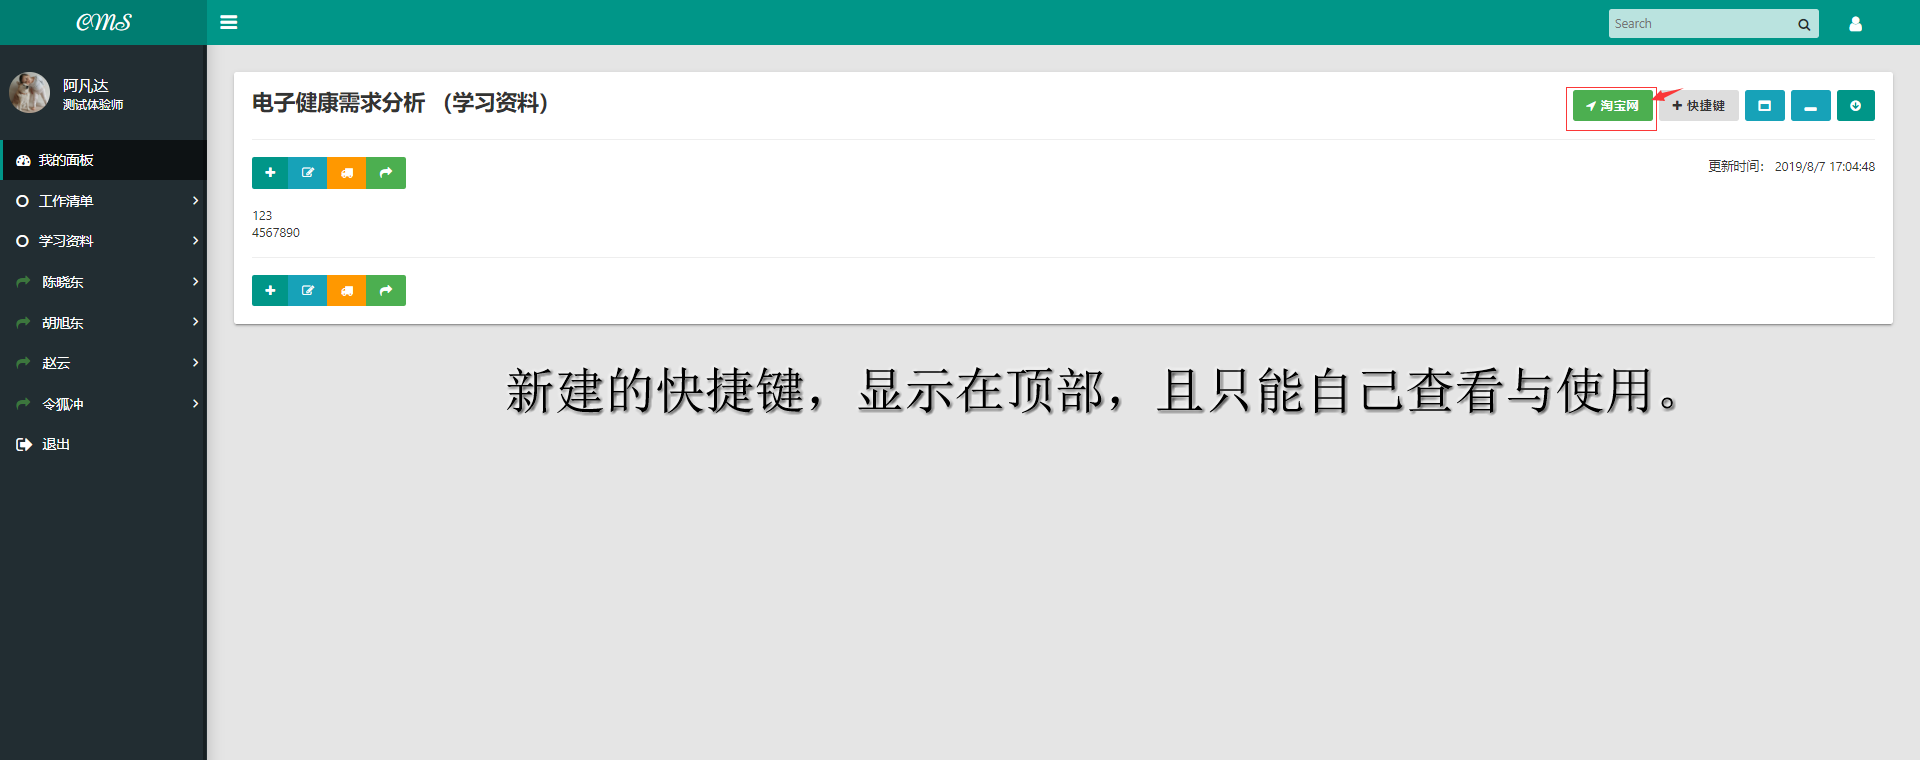 CMS
Search
阿凡达
测试体验师
我的面板
工作清单
学习资料
陈晓东
胡旭东
赵云
令狐冲
退出
电子健康需求分析 （学习资料）
淘宝网
快捷键
更新时间： 2019/8/7 17:04:48
123
4567890
新建的快捷键，显示在顶部，且只能自己查看与使用。